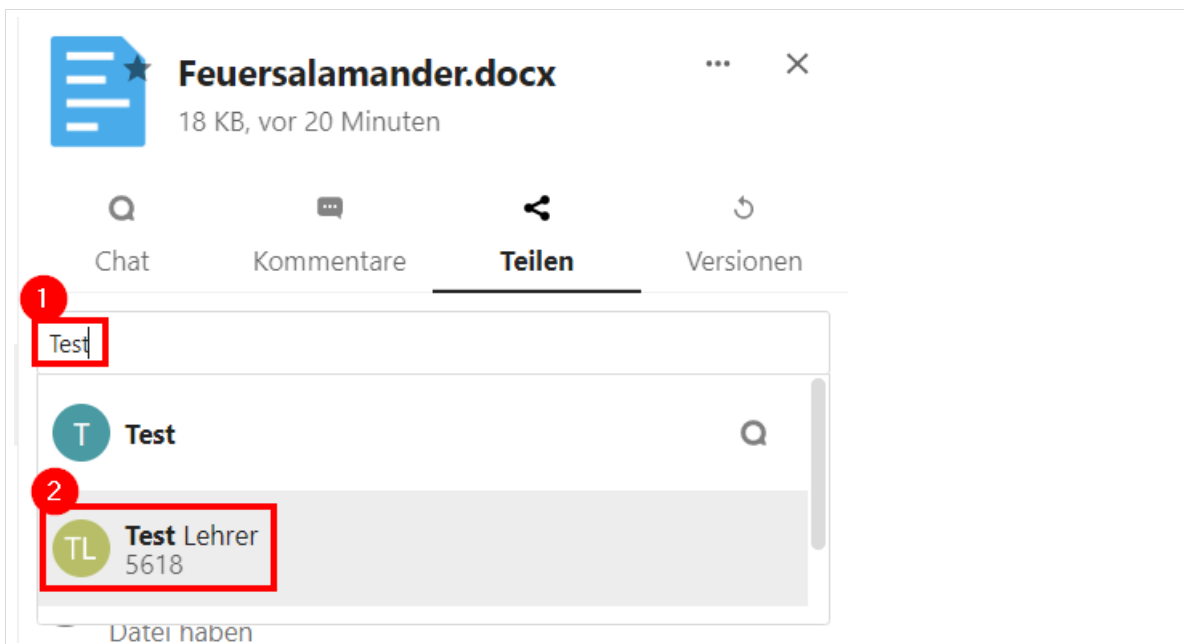 Feuersalamander.docx
18 KB, vor 20 Minuten
Chat Kommentare Teilen Versionen
1
Test
T Test
2
TL Test Lehrer
5618
Datei haben